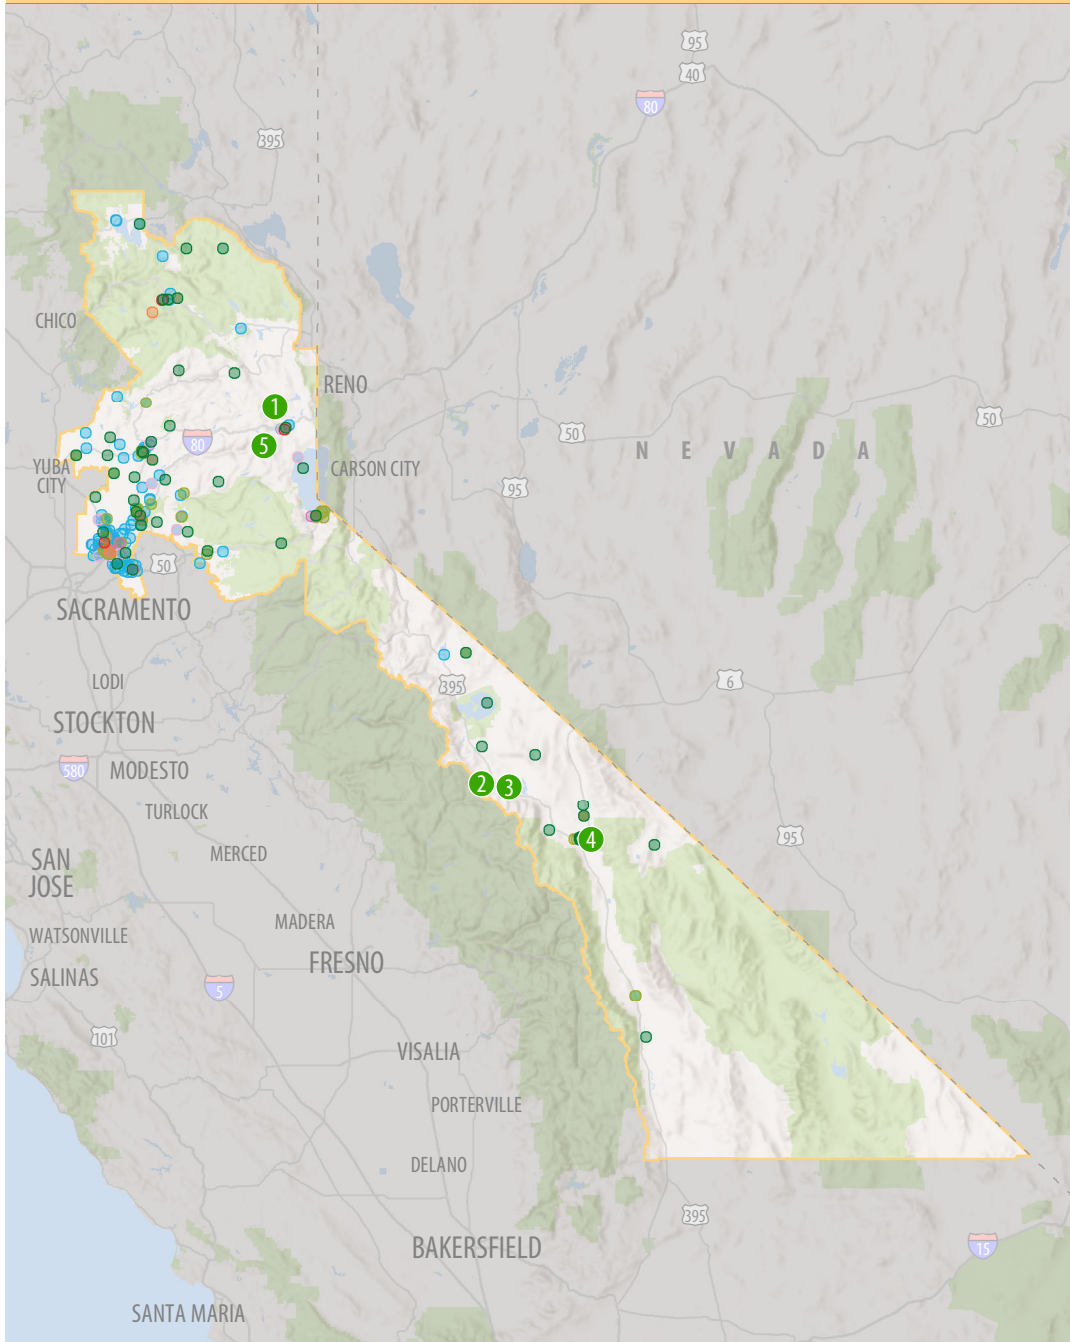 95
40
80
395
CHICO
RENO
1
50
50
80
5
N E V A D A
YUBA
CITY
CARSON CITY
95
50
SACRAMENTO
LODI
395
6
STOCKTON
580
MODESTO
2
3
TURLOCK
95
4
MERCED
SAN
JOSE
MADERA
WATSONVILLE
FRESNO
SALINAS
5
101
VISALIA
PORTERVILLE
DELANO
395
BAKERSFIELD
15
SANTA MARIA